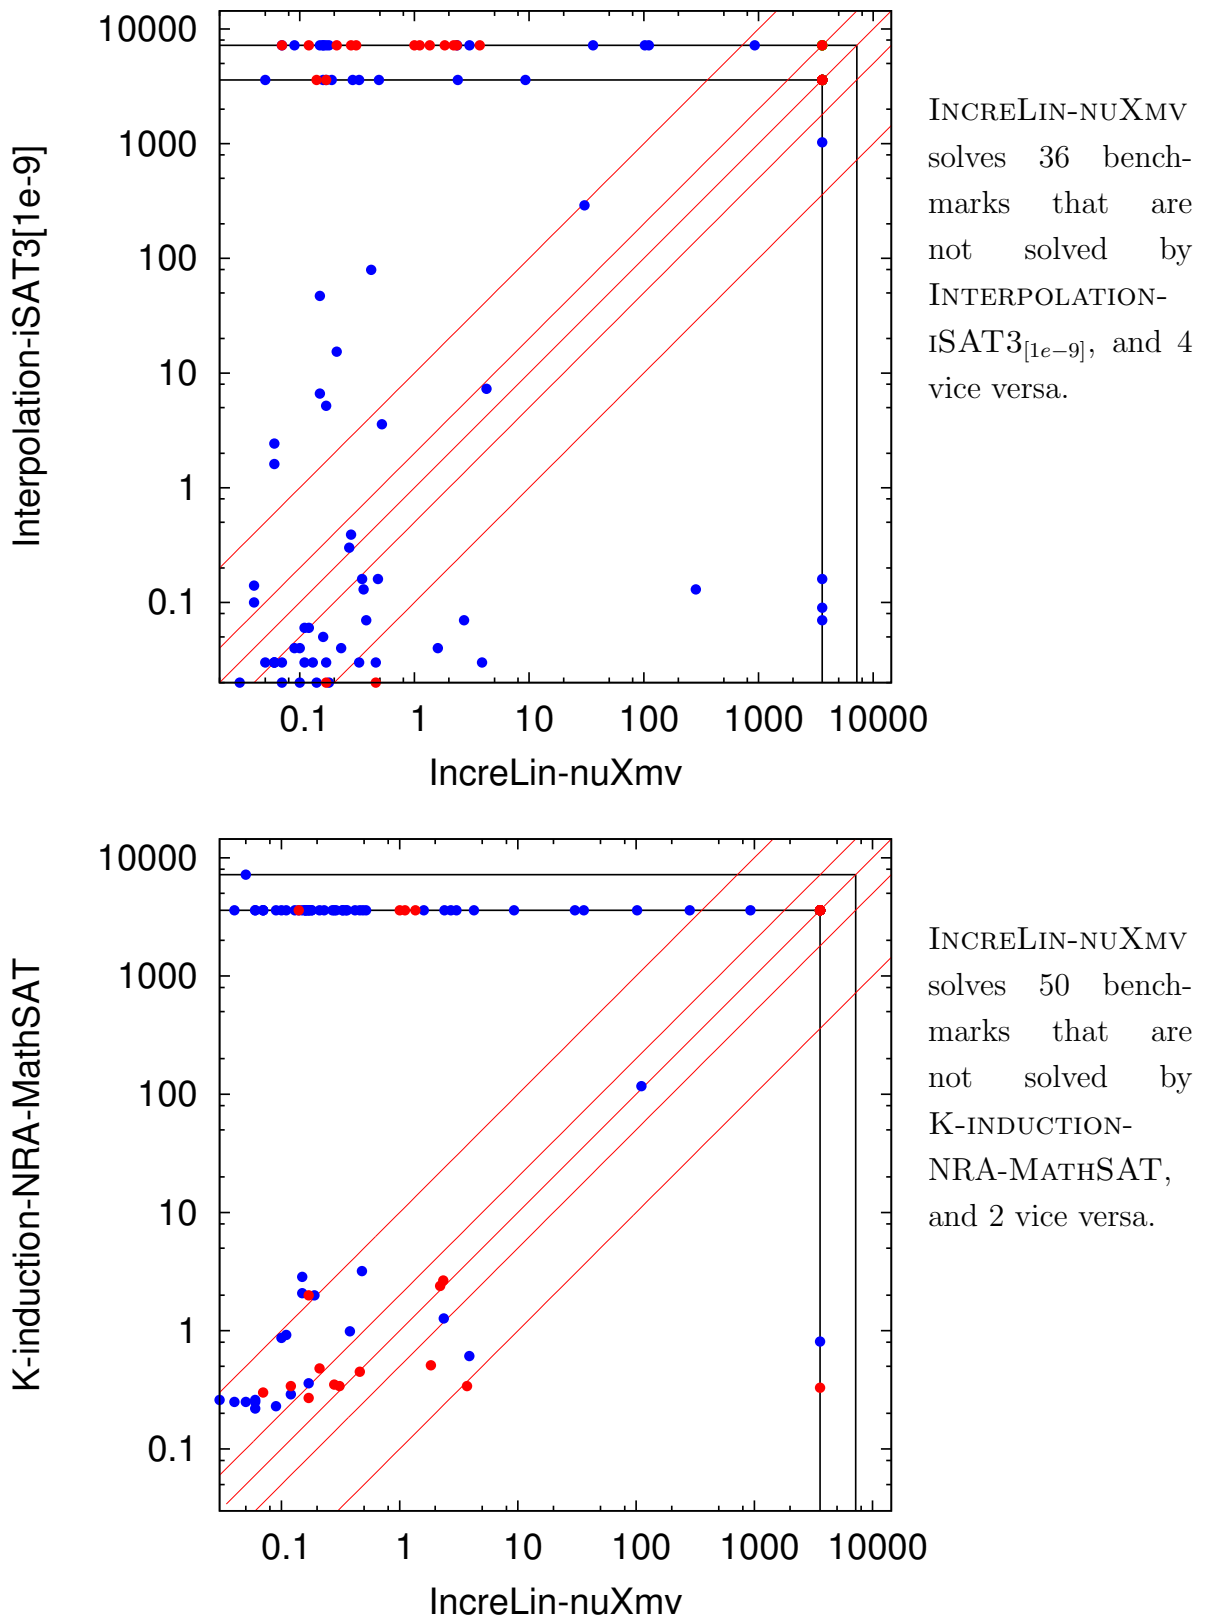 10000
1000
100
10
1
0.1
Interpolation-iSAT3[1e-9]
0.1 1 10 100 1000 10000
IncreLin-nuXmv
INCRELIN-NUXMV
solves 36 bench-
marks that are
not solved by
INTERPOLATION-
ISAT3[1e−9], and 4
vice versa.
10000
1000
100
10
1
0.1
K-induction-NRA-MathSAT
0.1 1 10 100 1000 10000
IncreLin-nuXmv
INCRELIN-NUXMV
solves 50 bench-
marks that are
not solved by
K-INDUCTION-
NRA-MATHSAT,
and 2 vice versa.